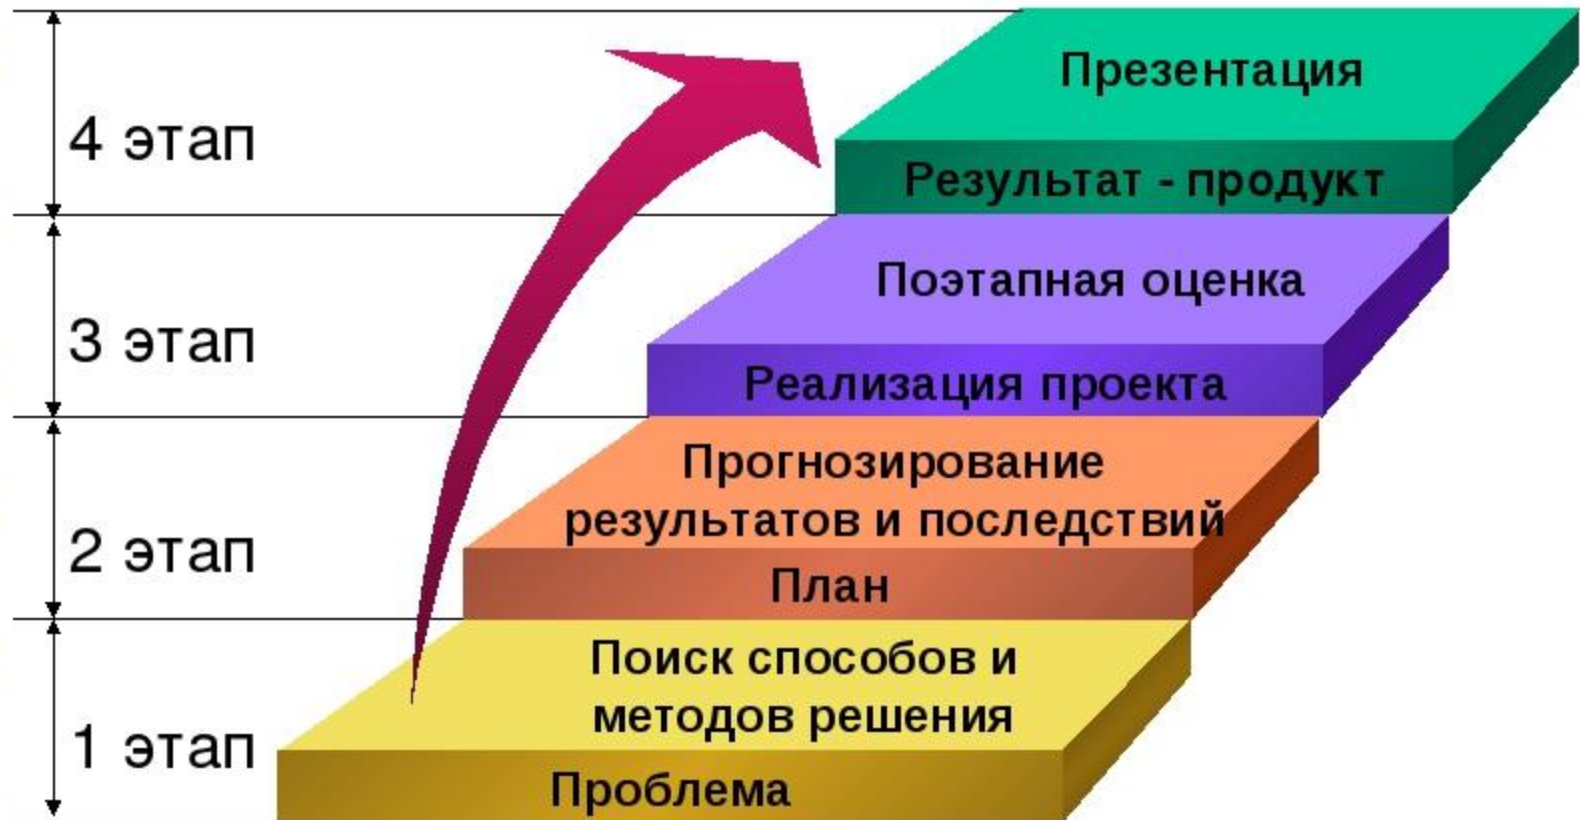 4 этап
Презентация
Результат - продукт
3 этап
Поэтапная оценка
Реализация проекта
2 этап
Прогнозирование
результатов и последствий
План
1 этап
Поиск способов и
методов решения
Проблема